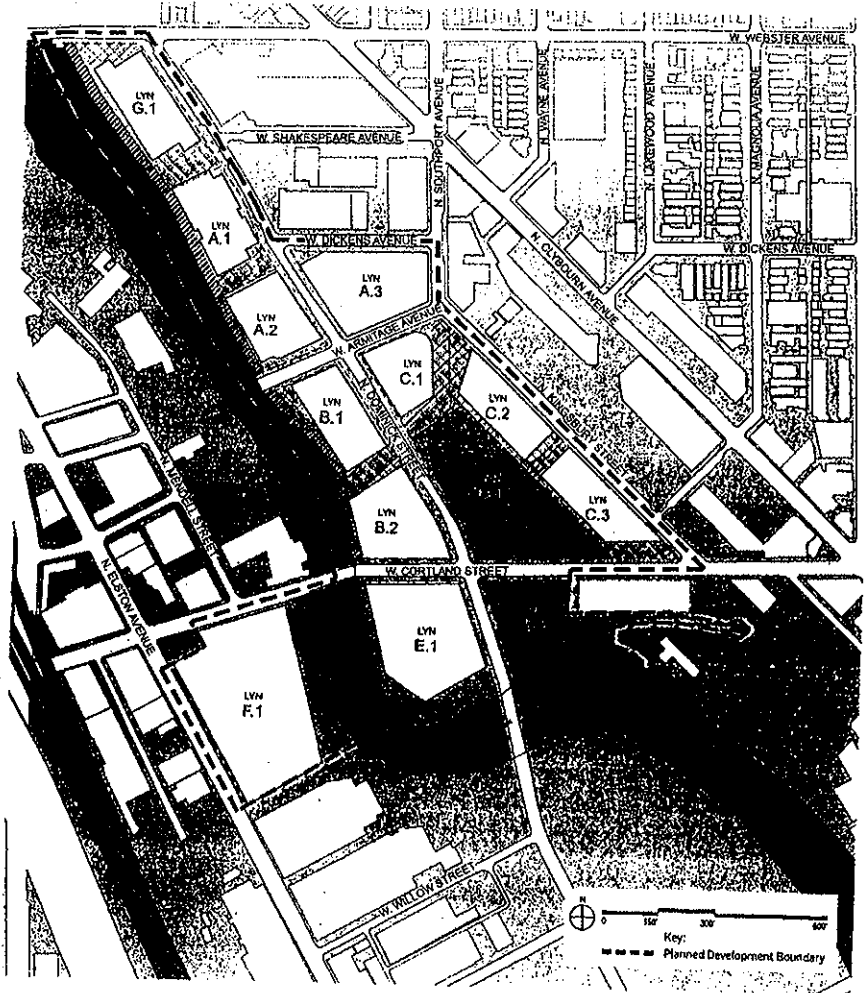 W. WEBSTER AVENUE
LYN
G.1
N. SOUTHPORT AVENUE
N. WAYNE AVENUE
N. LAKEWOOD AVENUE
N. MAGNOLIA AVENUE
W. SHAKESPEARE AVENUE
LYN
A.1
W. DICKENS AVENUE
N. CLYBOURN AVENUE
W. DICKENS AVENUE
LYN
A.3
LYN
A.2
W. ARMITAGE AVENUE
LYN
C.1
N. DOMINICK STREET
LYN
B.1
LYN
C.2
LYN
C.3
LYN
B.2
STREET
N. ELSTON AVENUE
W. CORTLAND STREET
LYN
E.1
LYN
F.1
W. WILLOW STREET
N
0 150' 300' 600'
Key:
Planned Development Boundary